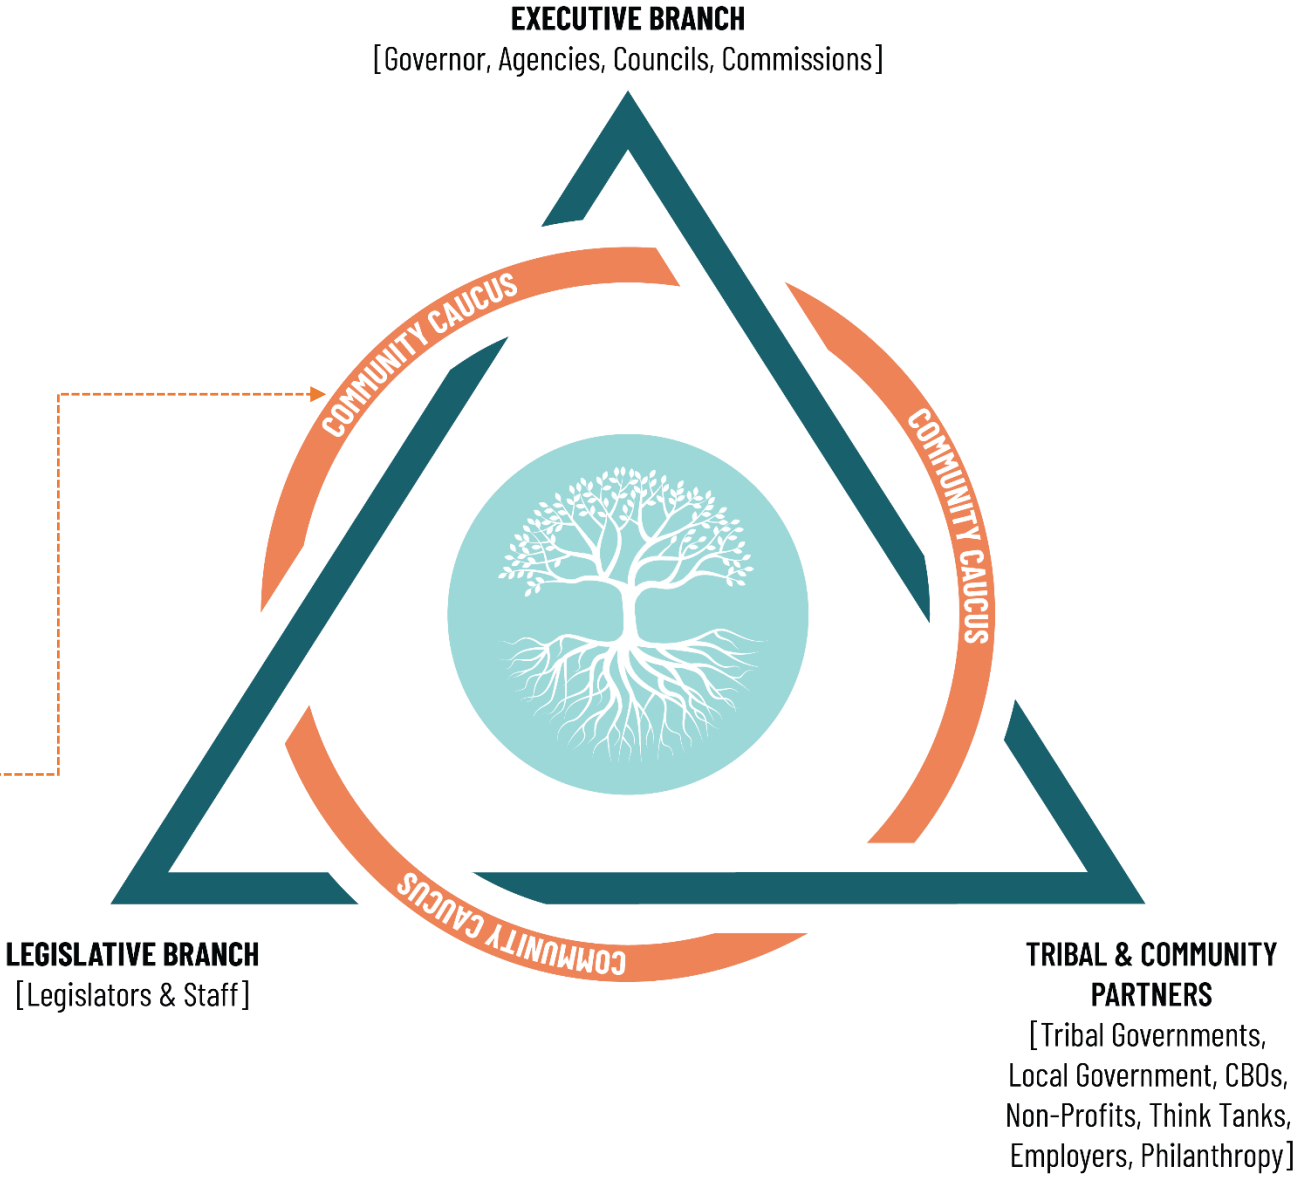 EXECUTIVE BRANCH
[Governor, Agencies, Councils, Commissions]
COMMUNITY CAUCUS
COMMUNITY CAUCUS
COMMUNITY CAUCUS
LEGISLATIVE BRANCH
[Legislators & Staff]
TRIBAL & COMMUNITY
PARTNERS
[Tribal Governments,
Local Government, CBOs,
Non-Profits, Think Tanks,
Employers, Philanthropy]